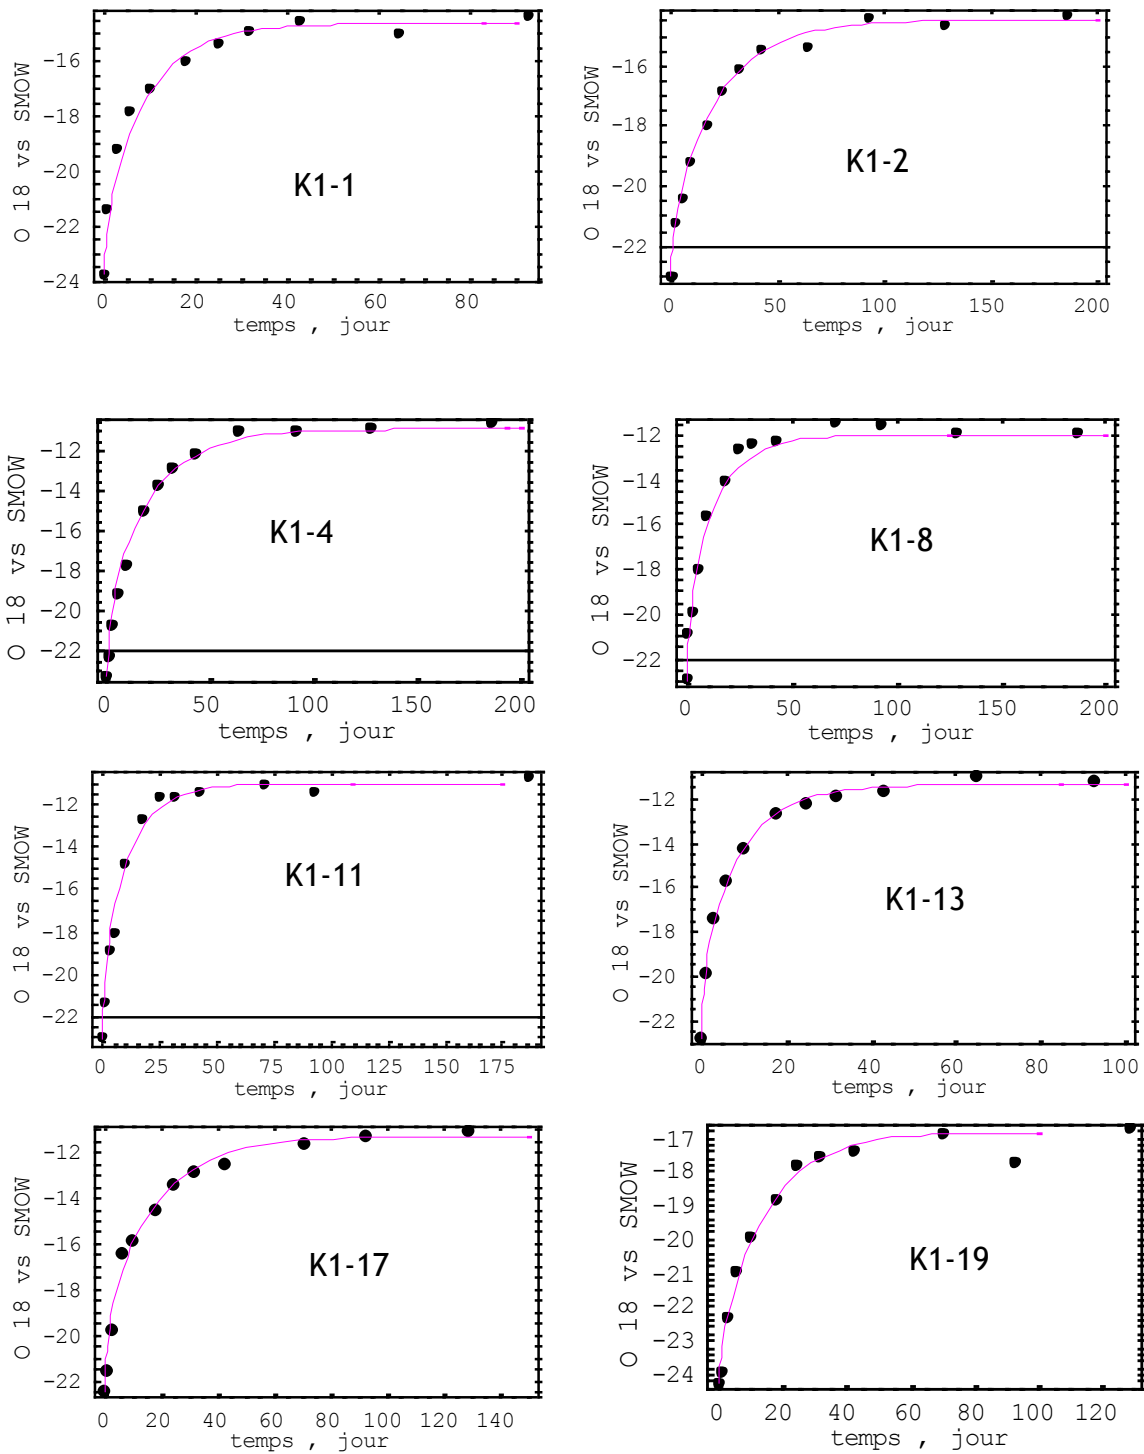 O 18 vs SMOW
-16
-18
-20
-22
-24
K1-1
0 20 40 60 80
temps , jour
O 18 vs SMOW
-16
-18
-20
-22
K1-2
0 50 100 150 200
temps , jour
O 18 vs SMOW
-12
-14
-16
-18
-20
-22
K1-4
0 50 100 150 200
temps , jour
O 18 vs SMOW
-12
-14
-16
-18
-20
-22
K1-8
0 50 100 150 200
temps , jour
O 18 vs SMOW
-12
-14
-16
-18
-20
-22
K1-11
0 25 50 75 100 125 150 175
temps , jour
O 18 vs SMOW
-12
-14
-16
-18
-20
-22
K1-13
0 20 40 60 80 100
temps , jour
O 18 vs SMOW
-12
-14
-16
-18
-20
-22
K1-17
0 20 40 60 80 100 120 140
temps , jour
O 18 vs SMOW
-17
-18
-19
-20
-21
-22
-23
-24
K1-19
0 20 40 60 80 100 120
temps , jour